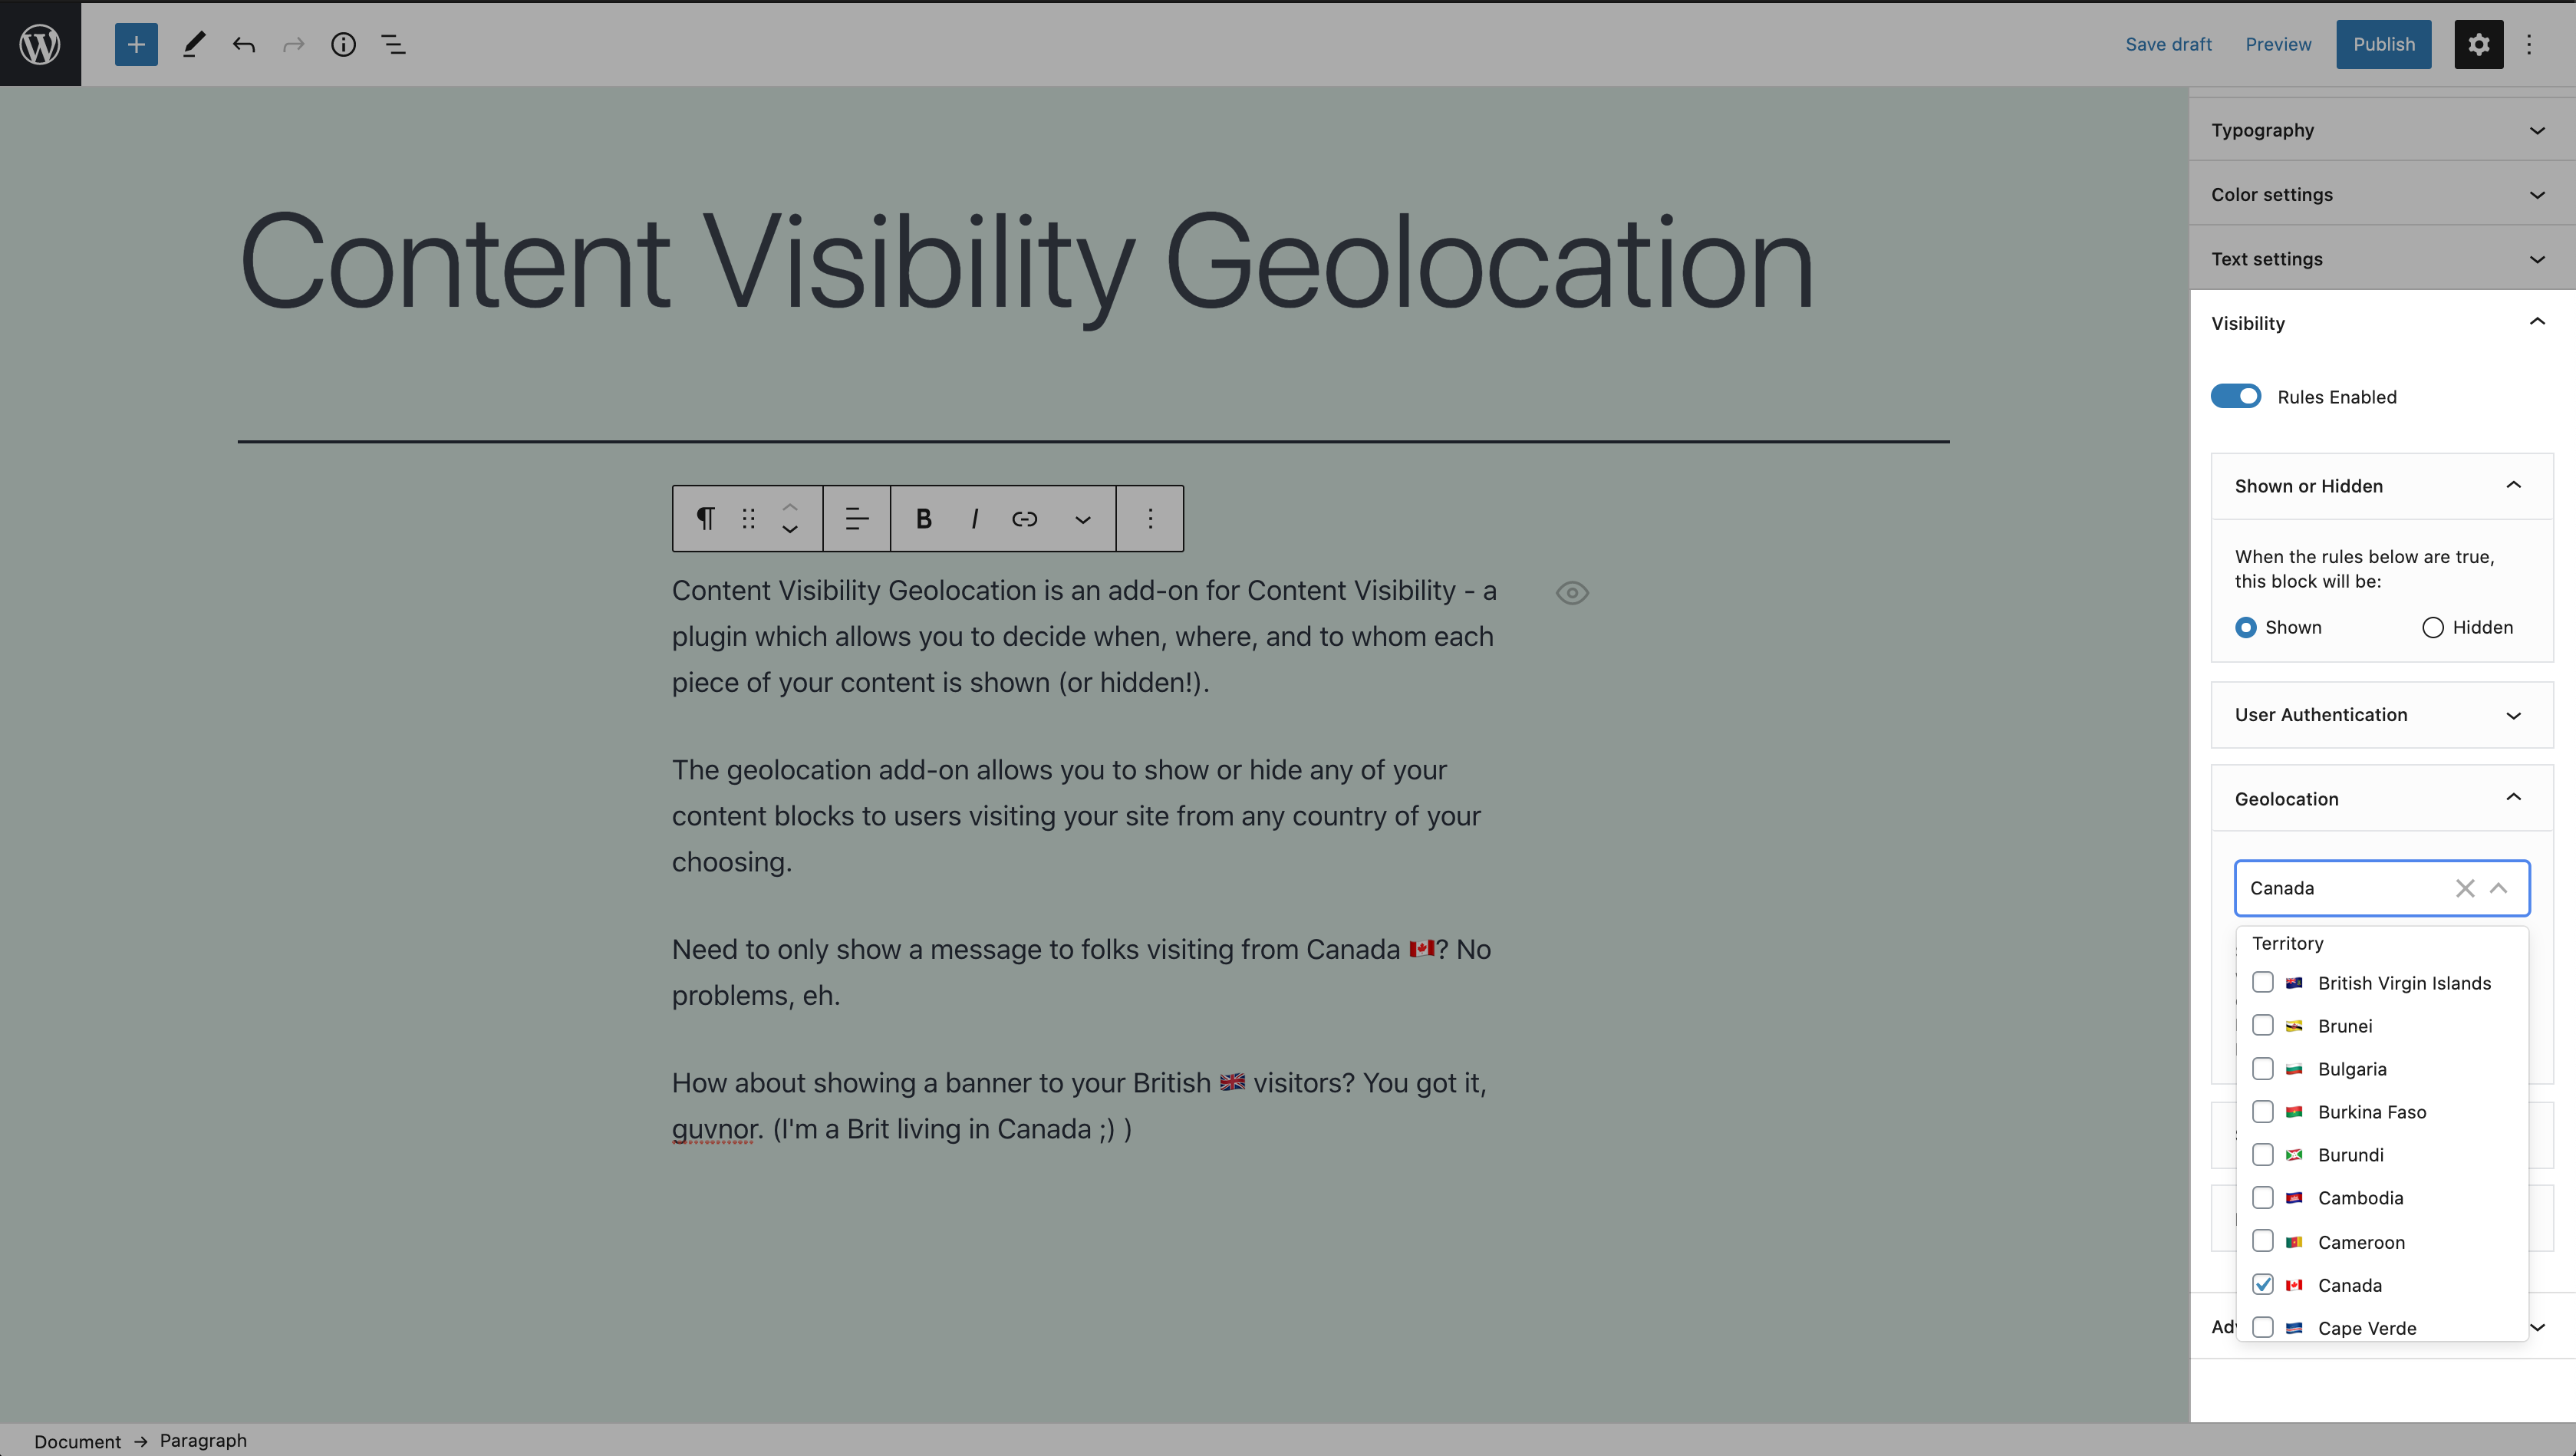 Save draft
Preview
Publish
Content Visibility Geolocation
Content Visibility Geolocation is an add-on for Content Visibility - a
plugin which allows you to decide when, where, and to whom each
piece of your content is shown (or hidden!).
The geolocation add-on allows you to show or hide any of your
content blocks to users visiting your site from any country of your
choosing.
Need to only show a message to folks visiting from Canada 🇨🇦? No
problems, eh.
How about showing a banner to your British 🇬🇧 visitors? You got it,
guvnor. (I'm a Brit living in Canada ;) )
Typography
Color settings
Text settings
Visibility
Rules Enabled
Shown or Hidden
When the rules below are true,
this block will be:
Shown
Hidden
User Authentication
Geolocation
Canada
Territory
British Virgin Islands
Brunei
Bulgaria
Burkina Faso
Burundi
Cambodia
Cameroon
Canada
Cape Verde
Document → Paragraph